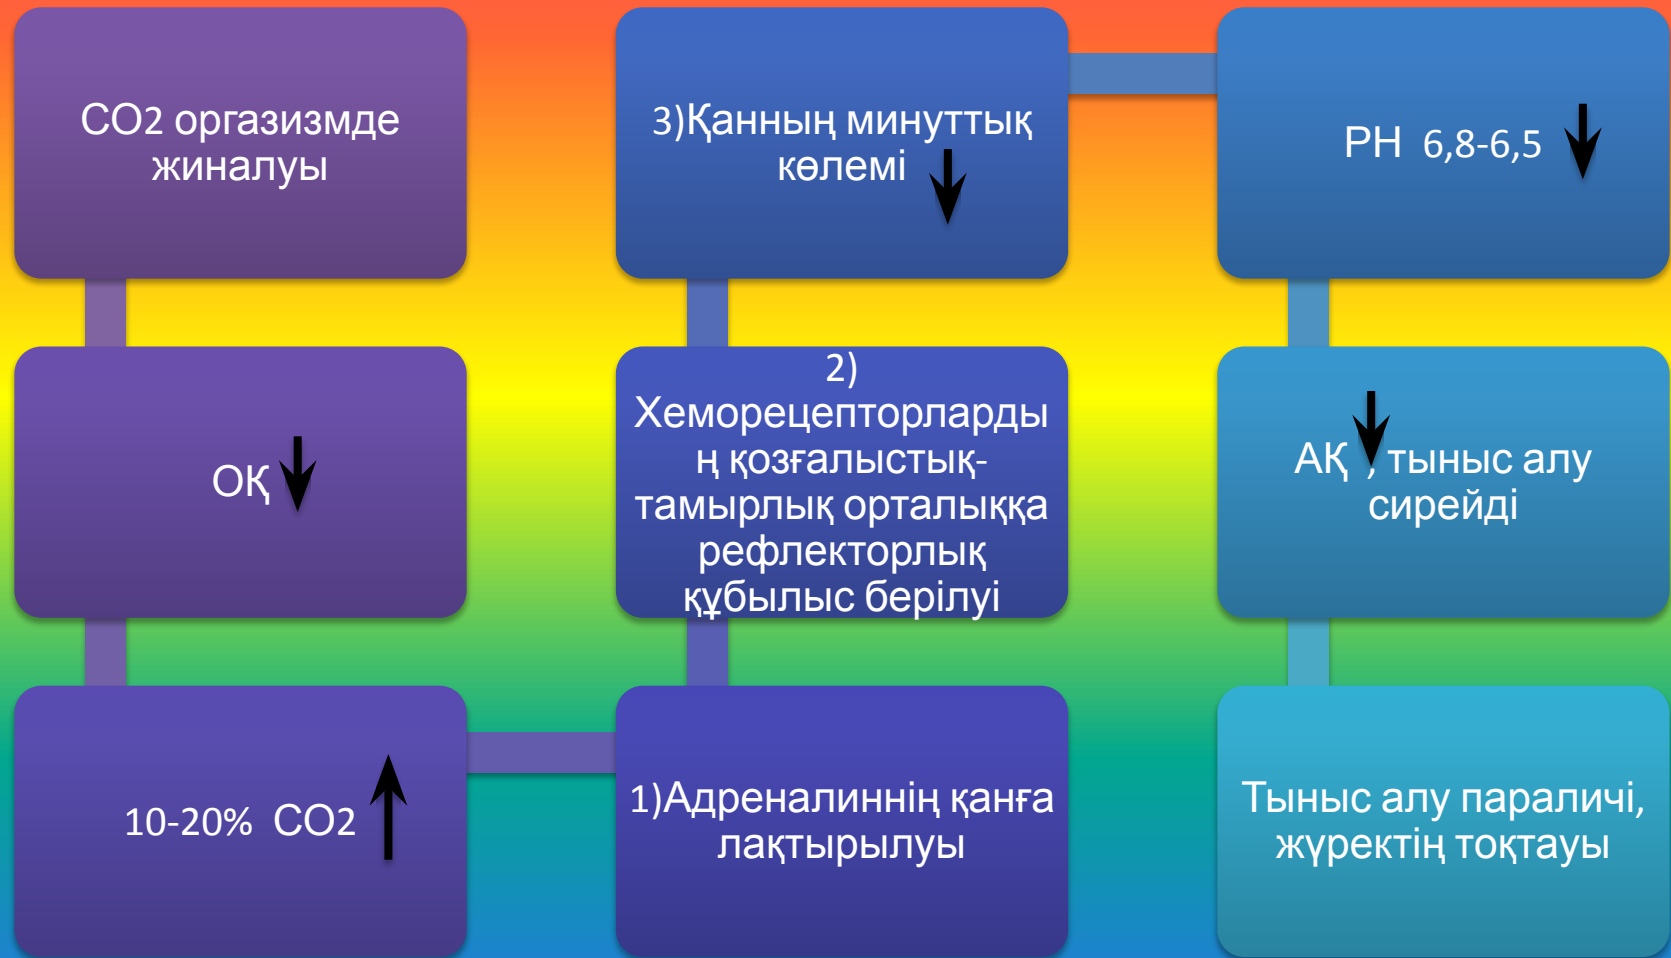 СО2 оргазизмде
жиналуы
ОҚ
10-20% СО2
1)Адреналиннің қанға
лақтырылуы
2)
Хеморецепторларды
ң қозғалыстық-
тамырлық орталыққа
рефлекторлық
құбылыс берілуі
3)Қанның минуттық
көлемі
РН 6,8-6,5
АҚ , тыныс алу
сирейді
Тыныс алу параличі,
жүректің тоқтауы